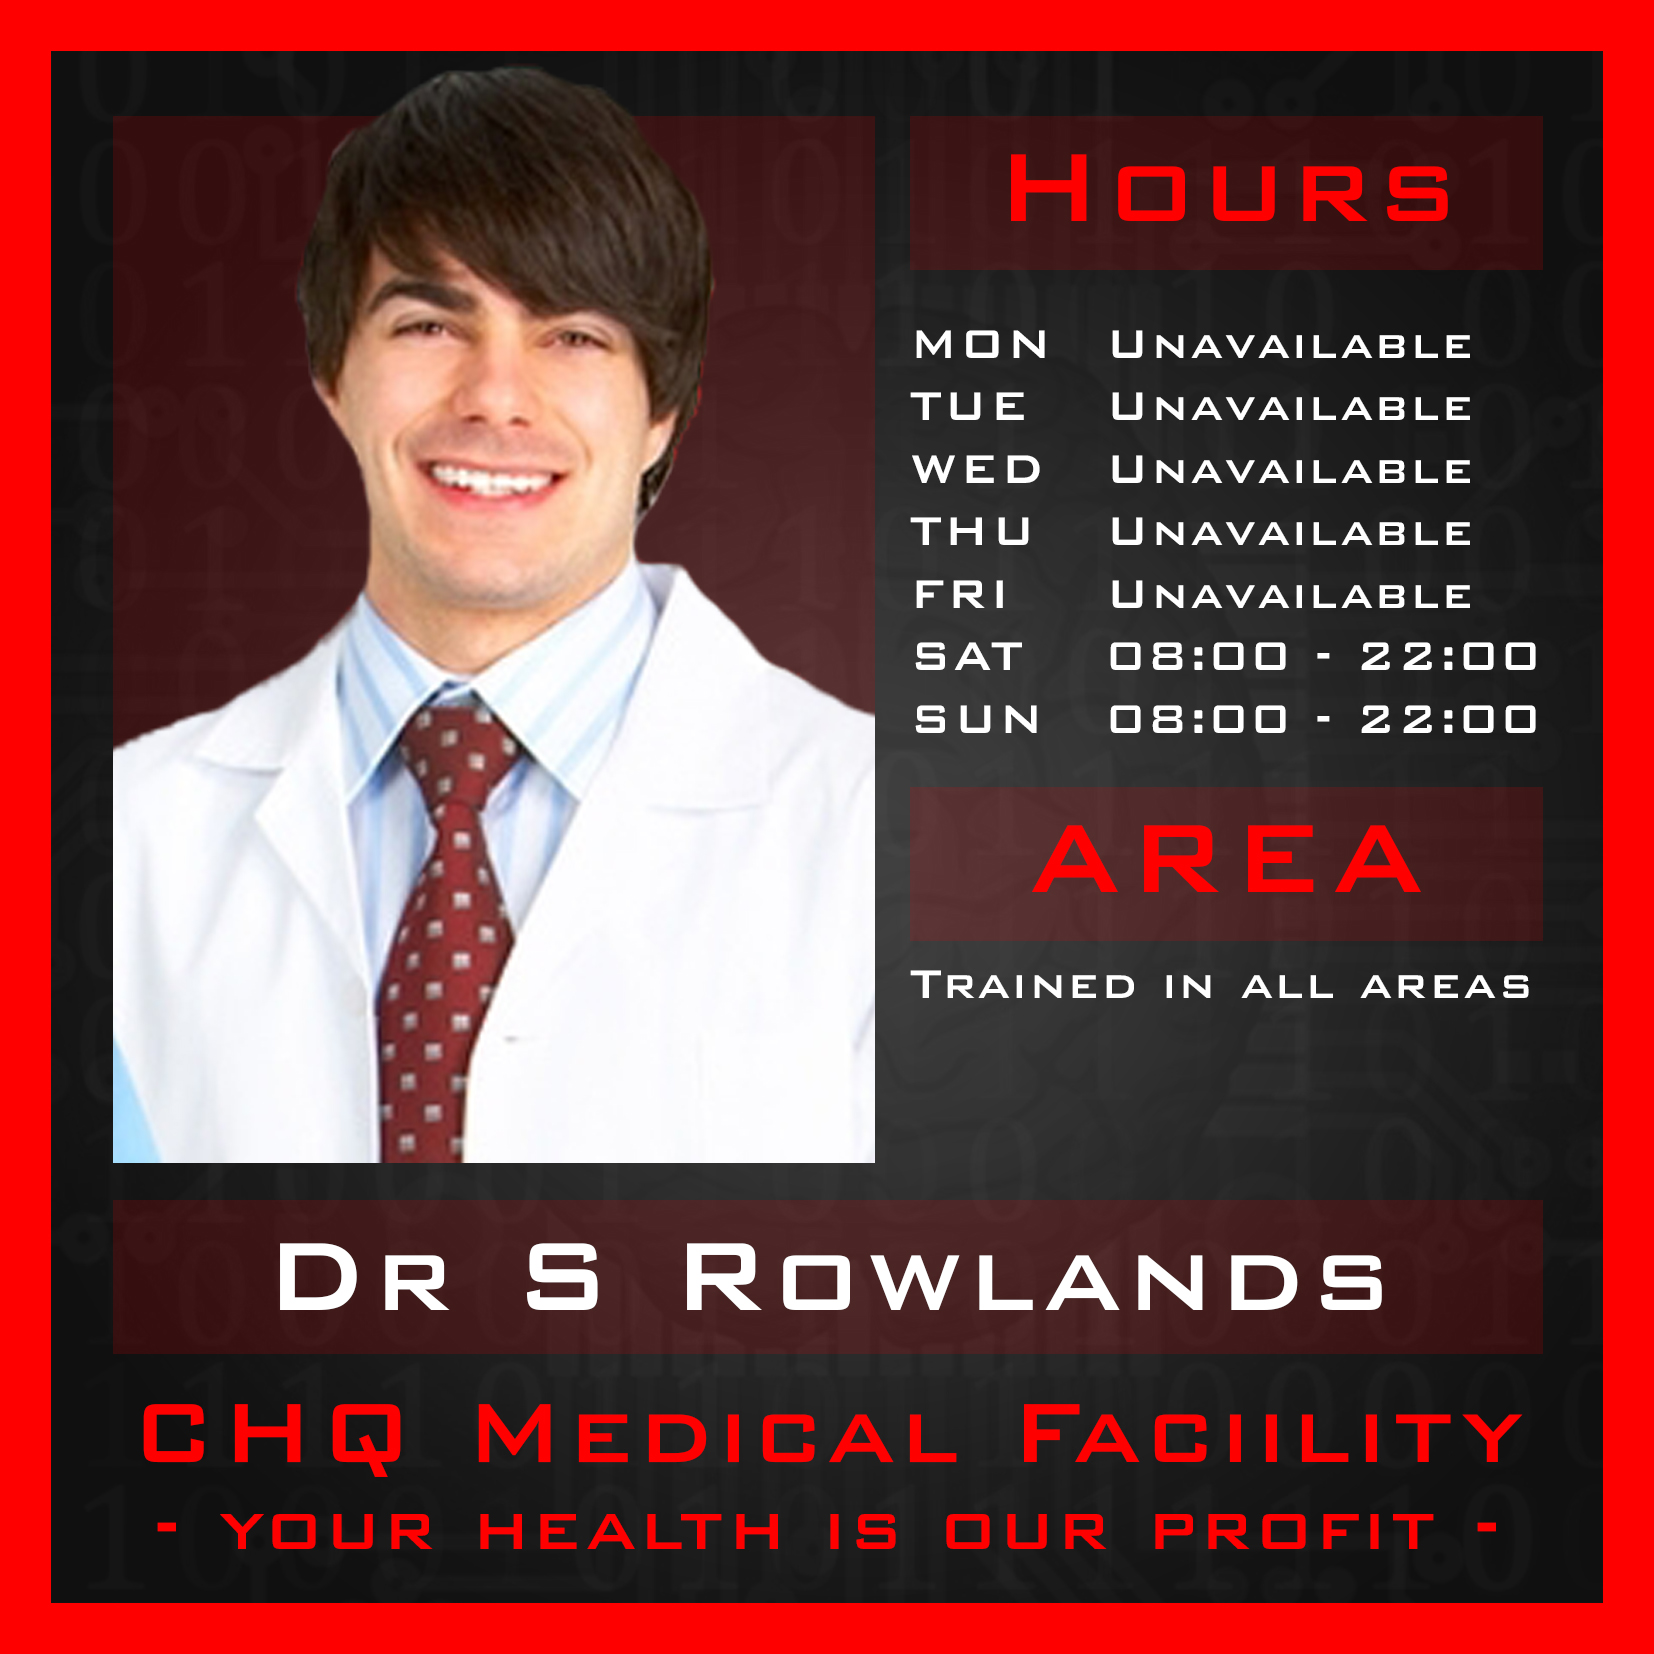 Hours
MON Unavailable
TUE Unavailable
WED Unavailable
THU Unavailable
FRI Unavailable
SAT 08:00 - 22:00
SUN 08:00 - 22:00
AREA
Trained in all areas
Dr S Rowlands
CHQ Medical Faciility
- your health is our profit -